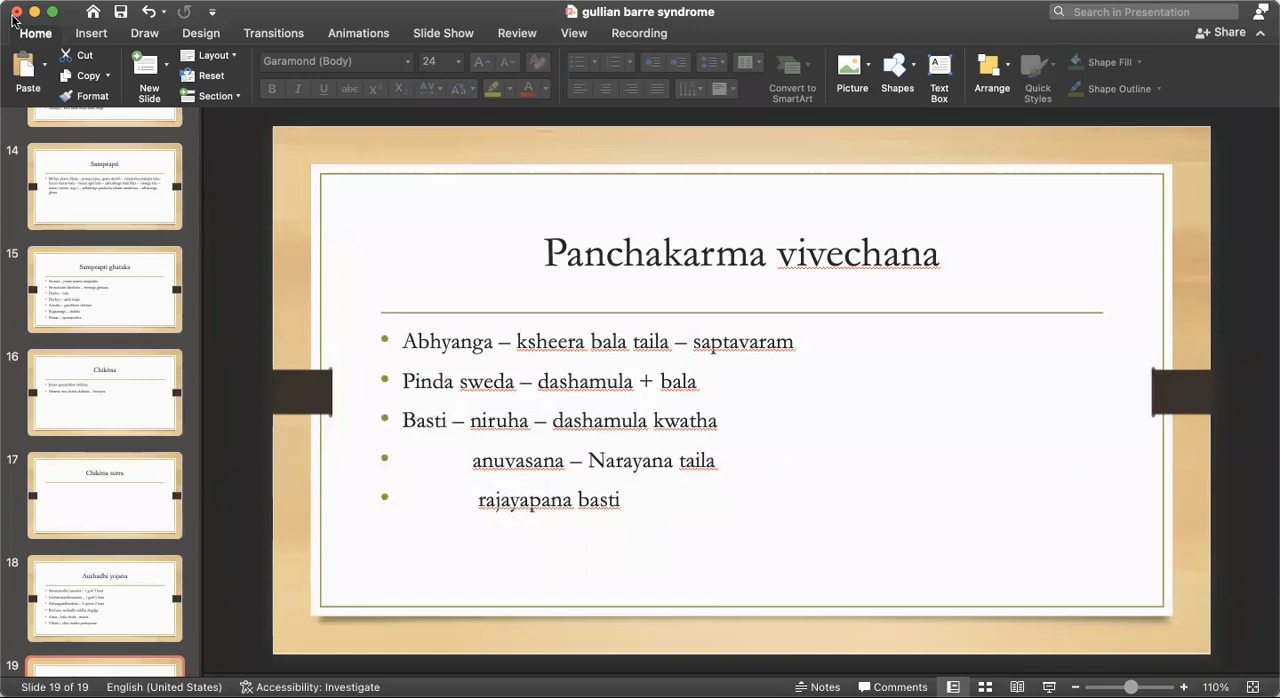 gullian barre syndrome
Search in Presentation
Home Insert Draw Design Transitions Animations Slide Show Review View Recording
Share
Paste
Cut
Copy
Format
New Slide
Layout
Reset
Section
Garamond (Body) 24
Convert to SmartArt
Picture
Shapes
Text Box
Arrange
Quick Styles
Shape Fill
Shape Outline
14
Samprapti
15
Samprapti ghataka
16
Chikitsa
17
Chikitsa sutra
18
Aushadhi yojana
19
Panchakarma vivechana
• Abhyanga – ksheera bala taila – saptavaram
• Pinda sweda – dashamula + bala
• Basti – niruha – dashamula kwatha
• anuvasana – Narayana taila
• rajayapana basti
Slide 19 of 19 English (United States) Accessibility: Investigate Notes Comments 110%